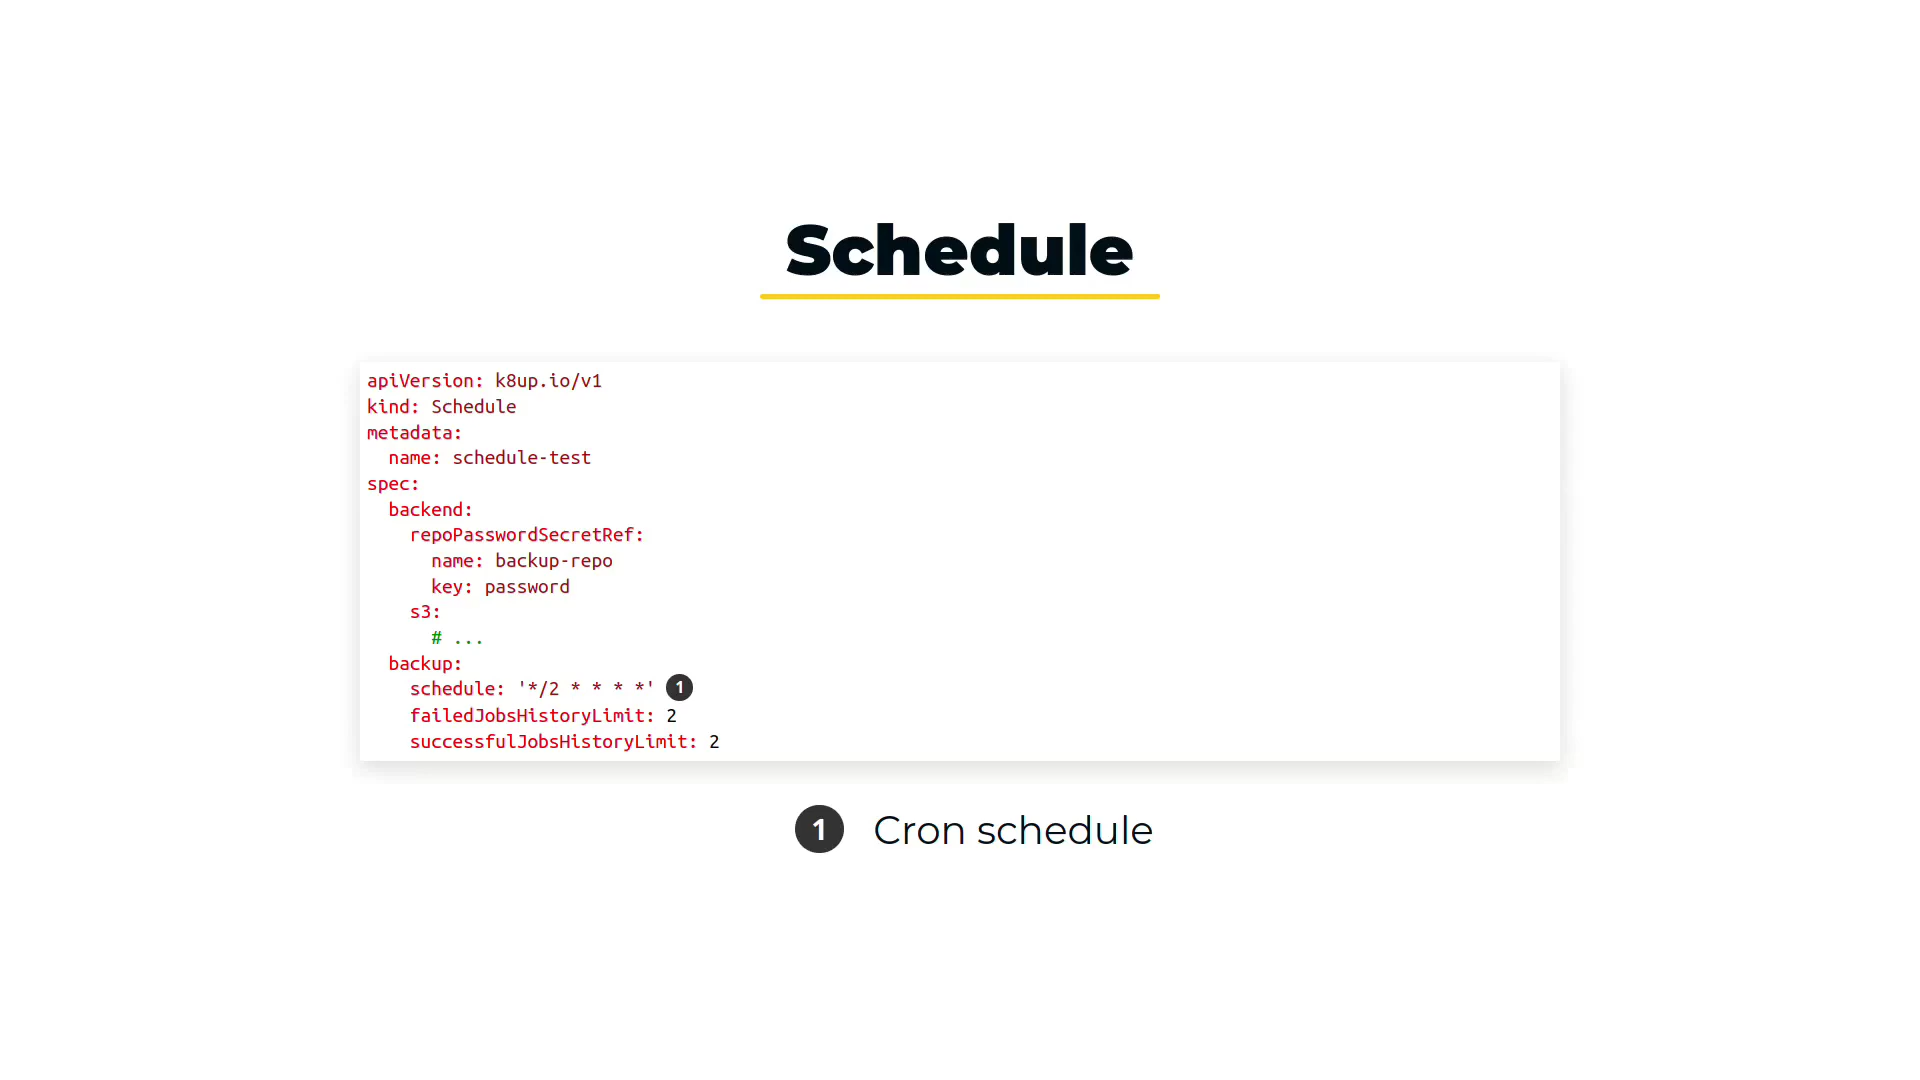 Schedule
apiVersion: k8up.io/v1
kind: Schedule
metadata:
  name: schedule-test
spec:
  backend:
    repoPasswordSecretRef:
      name: backup-repo
      key: password
    s3:
      # ...
  backup:
    schedule: '*/2 * * * *' 1
    failedJobsHistoryLimit: 2
    successfulJobsHistoryLimit: 2
1 Cron schedule